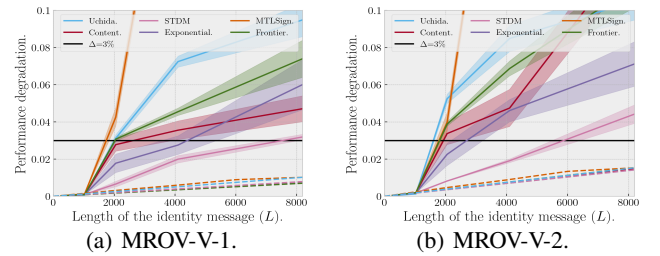 Uchida. STDM MTLSign.
Content. Exponential. Frontier.
Δ=3%
Performance degradation.
0.1
0.08
0.06
0.04
0.02
0
0 2000 4000 6000 8000
Length of the identity message (L).
(a) MROV-V-1.
Uchida. STDM MTLSign.
Content. Exponential. Frontier.
Δ=3%
Performance degradation.
0.1
0.08
0.06
0.04
0.02
0
0 2000 4000 6000 8000
Length of the identity message (L).
(b) MROV-V-2.